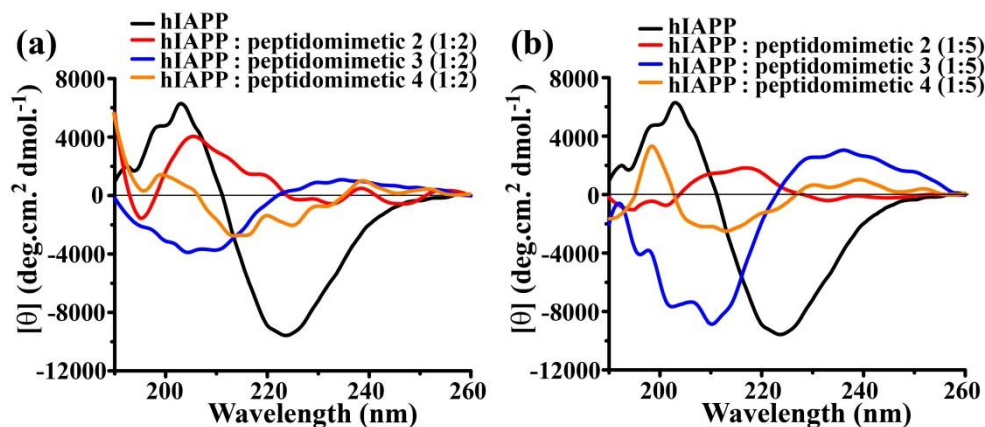 (a)
hIAPP
hIAPP : peptidomimetic 2 (1:2)
hIAPP : peptidomimetic 3 (1:2)
hIAPP : peptidomimetic 4 (1:2)
8000
4000
0
-4000
-8000
-12000
[θ] (deg.cm.² dmol.⁻¹)
200
220
240
260
Wavelength (nm)
(b)
hIAPP
hIAPP : peptidomimetic 2 (1:5)
hIAPP : peptidomimetic 3 (1:5)
hIAPP : peptidomimetic 4 (1:5)
8000
4000
0
-4000
-8000
-12000
[θ] (deg.cm.² dmol.⁻¹)
200
220
240
260
Wavelength (nm)